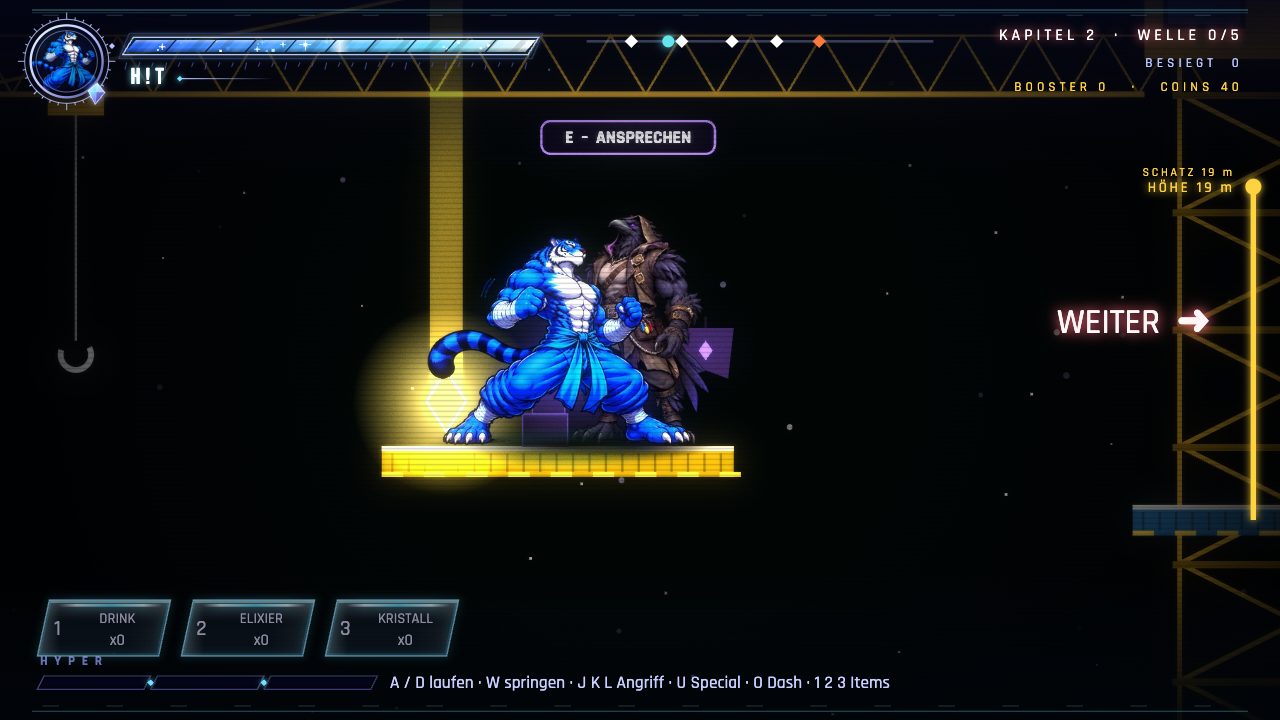 KAPITEL 2 · WELLE 0/5
H!T
BESIEGT 0
BOOSTER 0 · COINS 40
E - ANSPRECHEN
SCHATZ 19 m
HÖHE 19 m
WEITER
1 DRINK x0
2 ELIXIER x0
3 KRISTALL x0
HYPER
A / D laufen · W springen · J K L Angriff · U Special · O Dash · 1 2 3 Items